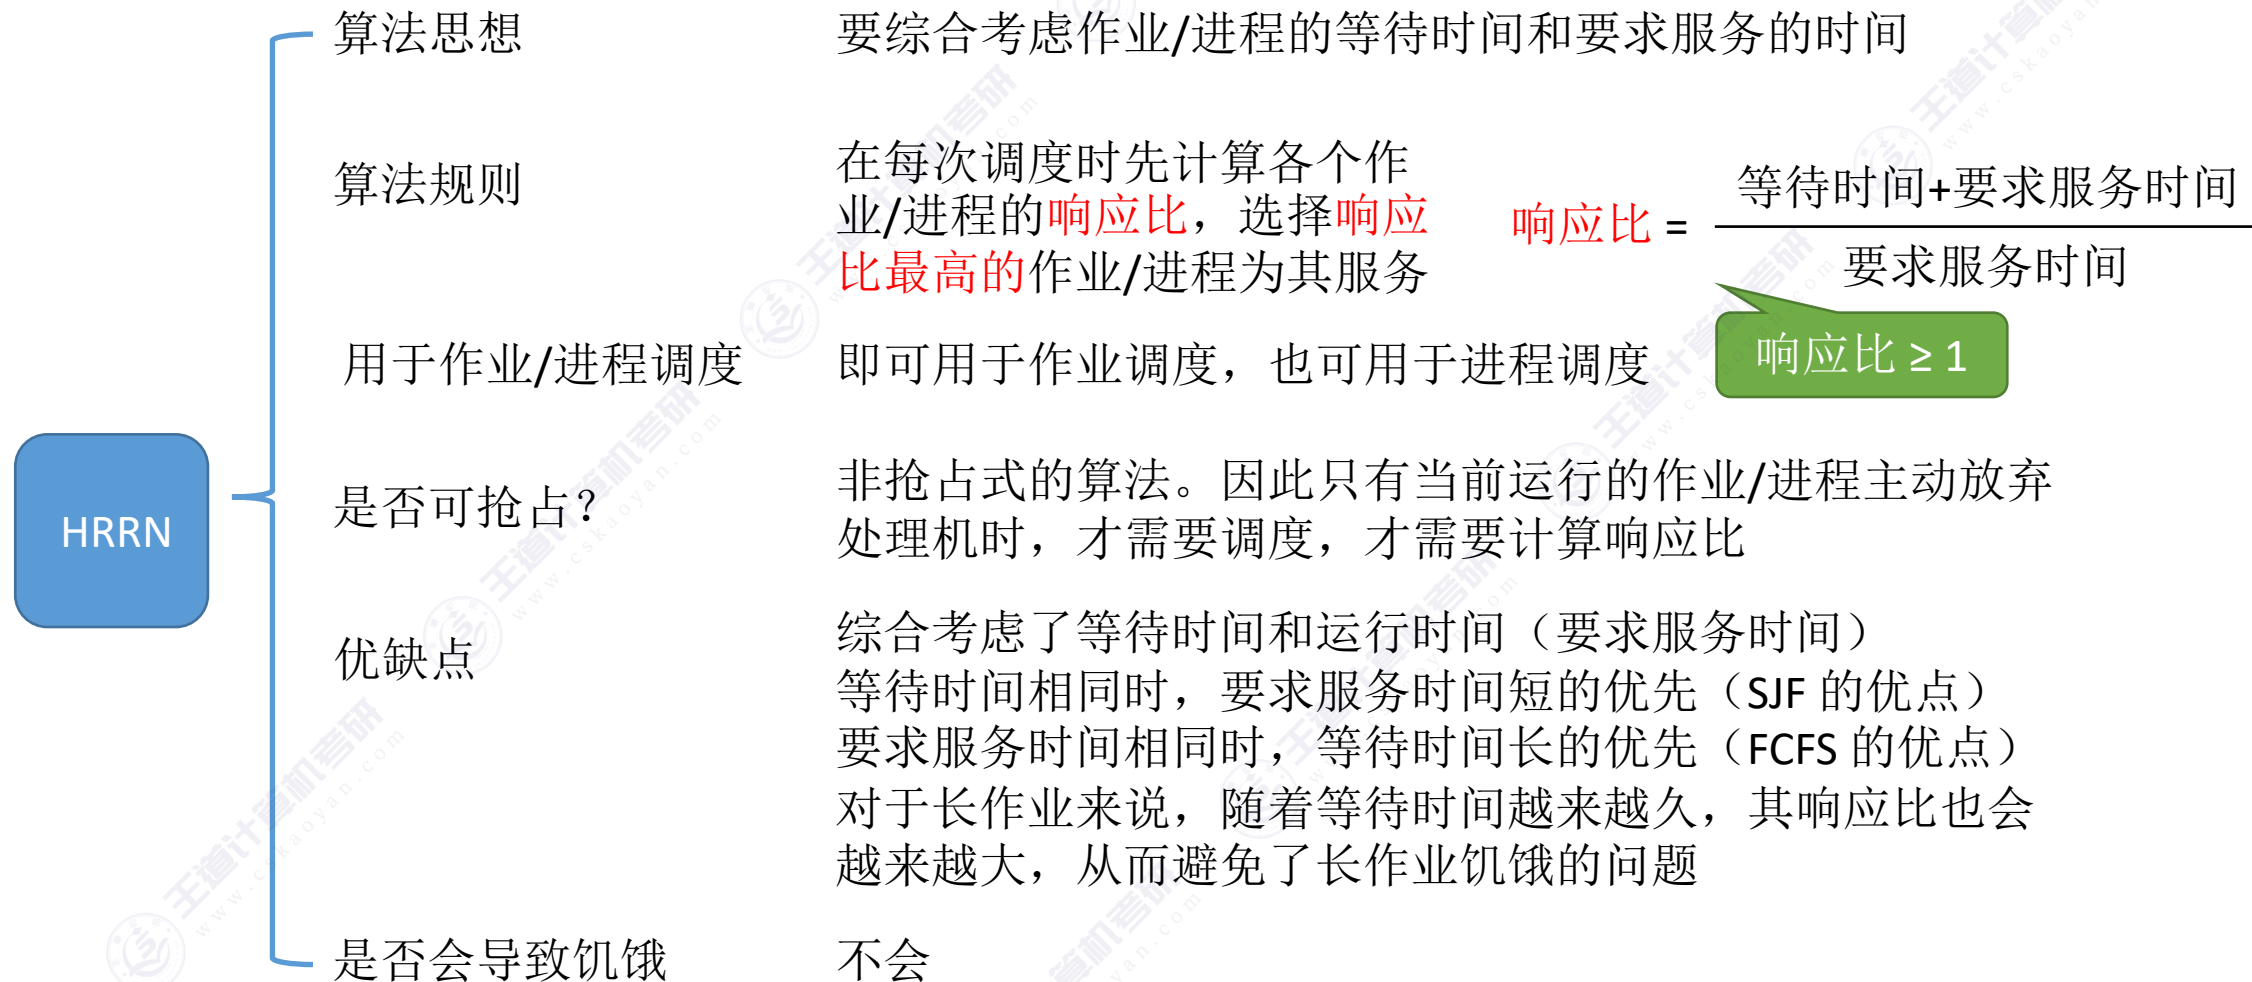 算法思想
要综合考虑作业/进程的等待时间和要求服务的时间
算法规则
在每次调度时先计算各个作
业/进程的响应比，选择响应
比最高的作业/进程为其服务
响应比 =
等待时间+要求服务时间
要求服务时间
响应比 ≥ 1
用于作业/进程调度
即可用于作业调度，也可用于进程调度
HRRN
是否可抢占？
非抢占式的算法。因此只有当前运行的作业/进程主动放弃
处理机时，才需要调度，才需要计算响应比
优缺点
综合考虑了等待时间和运行时间（要求服务时间）
等待时间相同时，要求服务时间短的优先（SJF 的优点）
要求服务时间相同时，等待时间长的优先（FCFS 的优点）
对于长作业来说，随着等待时间越来越久，其响应比也会
越来越大，从而避免了长作业饥饿的问题
是否会导致饥饿
不会
王道计算机考研
www.cskaoyan.com